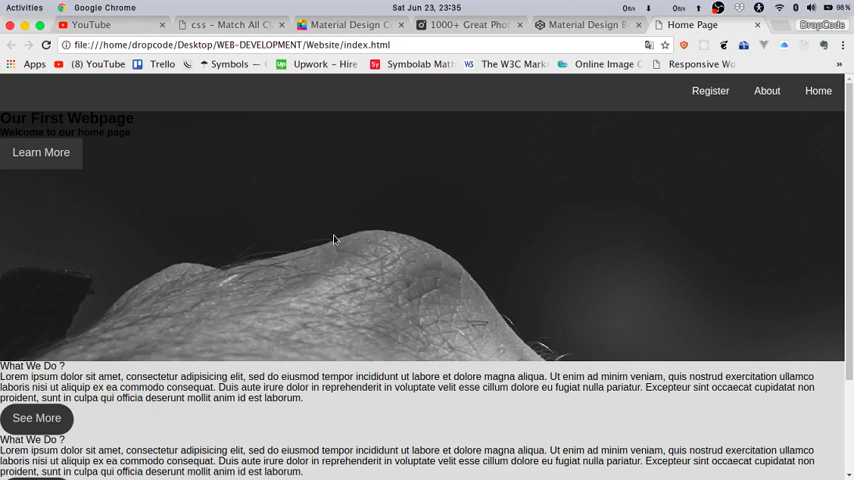 Activities Google Chrome Sat Jun 23, 23:35 0п/s 0п/s 98%
YouTube css - Match All C Material Design C 1000+ Great Phot Material Design B Home Page DropCode
file:///home/dropcode/Desktop/WEB-DEVELOPMENT/Website/index.html
Apps (8) YouTube Trello Symbols — Upwork - Hire Symbolab Mat The W3C Mark Online Image C Responsive Wo »
Register About Home
Our First Webpage
Welcome to our home page
Learn More
What We Do ?
Lorem ipsum dolor sit amet, consectetur adipisicing elit, sed do eiusmod tempor incididunt ut labore et dolore magna aliqua. Ut enim ad minim veniam, quis nostrud exercitation ullamco
laboris nisi ut aliquip ex ea commodo consequat. Duis aute irure dolor in reprehenderit in voluptate velit esse cillum dolore eu fugiat nulla pariatur. Excepteur sint occaecat cupidatat non
proident, sunt in culpa qui officia deserunt mollit anim id est laborum.
See More
What We Do ?
Lorem ipsum dolor sit amet, consectetur adipisicing elit, sed do eiusmod tempor incididunt ut labore et dolore magna aliqua. Ut enim ad minim veniam, quis nostrud exercitation ullamco
laboris nisi ut aliquip ex ea commodo consequat. Duis aute irure dolor in reprehenderit in voluptate velit esse cillum dolore eu fugiat nulla pariatur. Excepteur sint occaecat cupidatat non
proident, sunt in culpa qui officia deserunt mollit anim id est laborum.